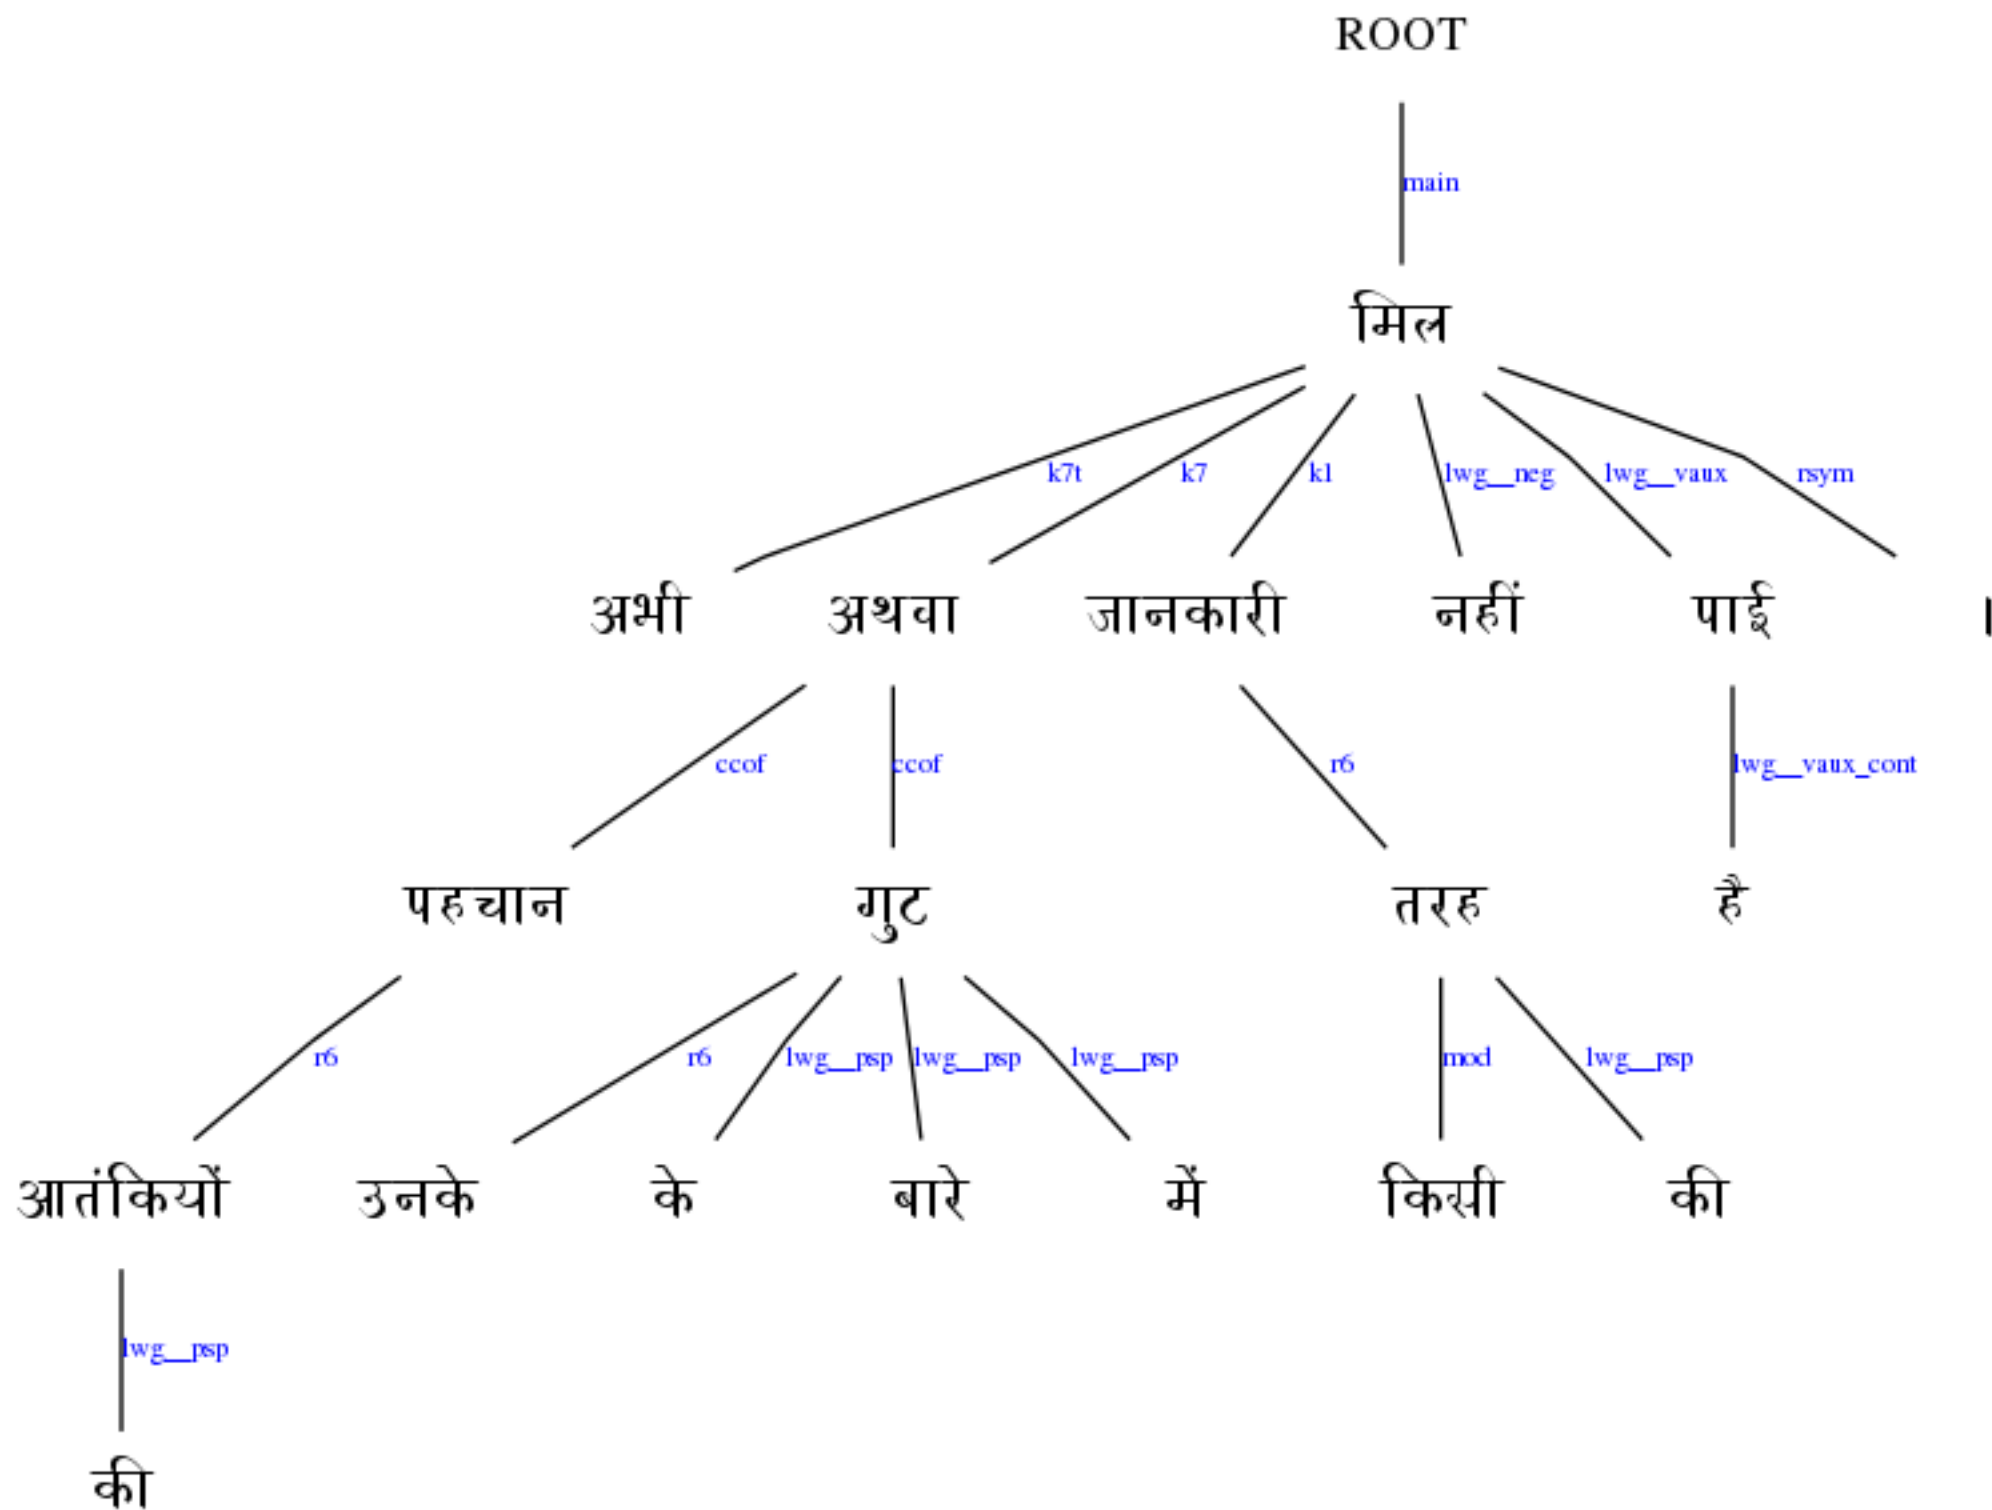 ROOT
main
मिल
k7t k7 k1 lwg__neg lwg__vaux rsym
अभी अथवा जानकारी नहीं पाई ।
ccof ccof r6 lwg__vaux_cont
पहचान गुट तरह है
r6 r6 lwg__psp lwg__psp lwg__psp mod lwg__psp
आतंकियों उनके के बारे में किसी की
lwg__psp
की